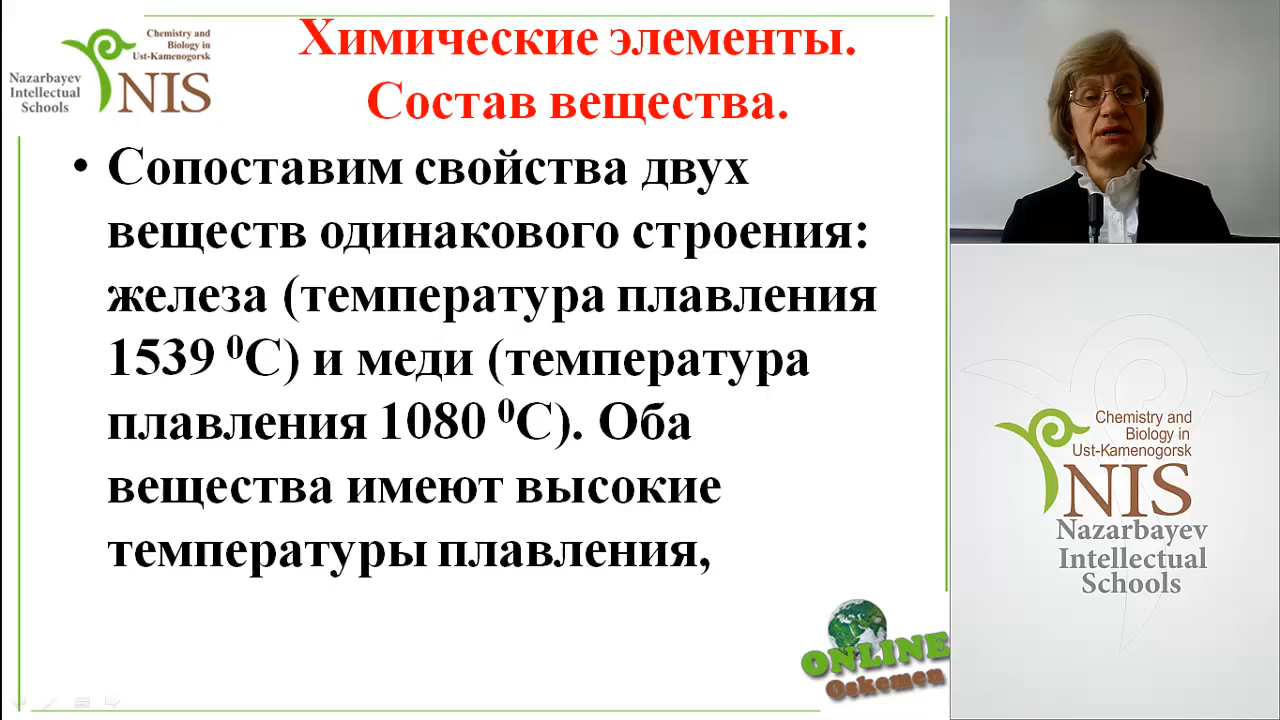 Chemistry and
Biology in
Ust-Kamenogorsk
Nazarbayev
Intellectual
Schools
NIS
Химические элементы.
Состав вещества.
• Сопоставим свойства двух
веществ одинакового строения:
железа (температура плавления
1539 ⁰С) и меди (температура
плавления 1080 ⁰С). Оба
вещества имеют высокие
температуры плавления,
ONLINE
Oskemen
Chemistry and
Biology in
Ust-Kamenogorsk
NIS
Nazarbayev
Intellectual
Schools